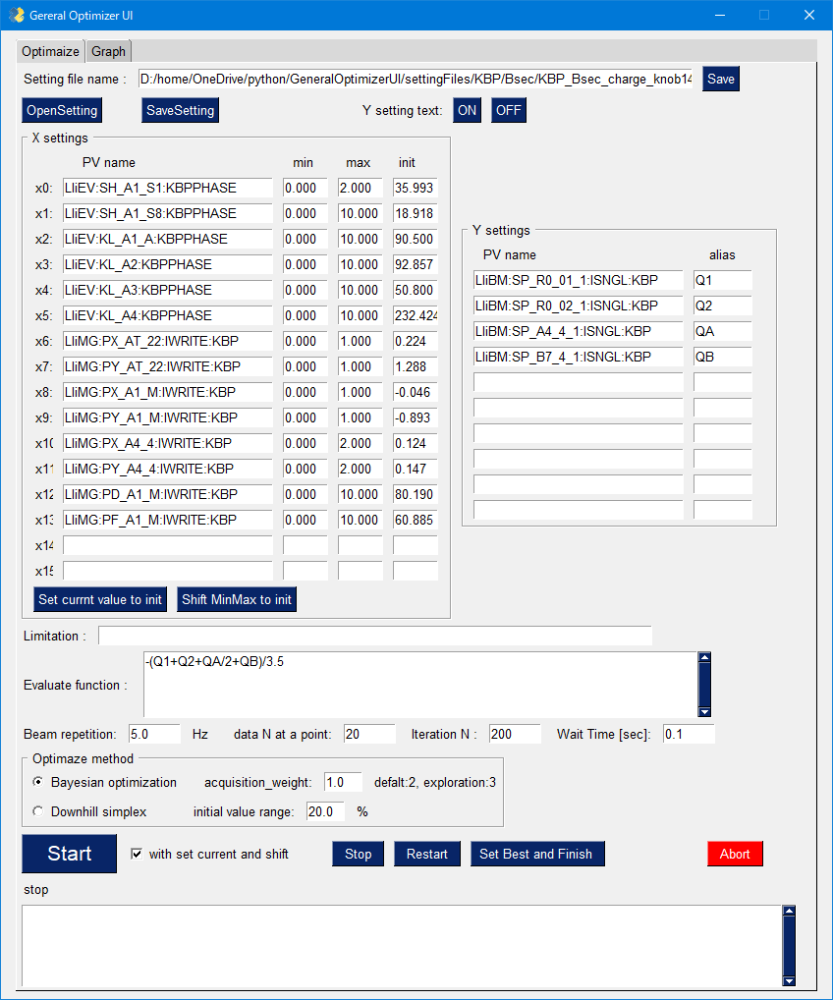 Gereral Optimizer UI
Optimaize Graph
Setting file name : D:/home/OneDrive/python/GeneralOptimizerUI/settingFiles/KBP/Bsec/KBP_Bsec_charge_knob14 Save
OpenSetting SaveSetting Y setting text: ON OFF
X settings
PV name min max init
x0: LIiEV:SH_A1_S1:KBPPHASE 0.000 2.000 35.993
x1: LIiEV:SH_A1_S8:KBPPHASE 0.000 10.000 18.918
x2: LIiEV:KL_A1_A:KBPPHASE 0.000 10.000 90.500
x3: LIiEV:KL_A2:KBPPHASE 0.000 10.000 92.857
x4: LIiEV:KL_A3:KBPPHASE 0.000 10.000 50.800
x5: LIiEV:KL_A4:KBPPHASE 0.000 10.000 232.424
x6: LIiMG:PX_AT_22:IWRITE:KBP 0.000 1.000 0.224
x7: LIiMG:PY_AT_22:IWRITE:KBP 0.000 1.000 1.288
x8: LIiMG:PX_A1_M:IWRITE:KBP 0.000 1.000 -0.046
x9: LIiMG:PY_A1_M:IWRITE:KBP 0.000 1.000 -0.893
x10 LIiMG:PX_A4_4:IWRITE:KBP 0.000 2.000 0.124
x11 LIiMG:PY_A4_4:IWRITE:KBP 0.000 2.000 0.147
x12 LIiMG:PD_A1_M:IWRITE:KBP 0.000 10.000 80.190
x13 LIiMG:PF_A1_M:IWRITE:KBP 0.000 10.000 60.885
x14
x15
Set currnt value to init Shift MinMax to init
Y settings
PV name alias
LIiBM:SP_R0_01_1:ISNGL:KBP Q1
LIiBM:SP_R0_02_1:ISNGL:KBP Q2
LIiBM:SP_A4_4_1:ISNGL:KBP QA
LIiBM:SP_B7_4_1:ISNGL:KBP QB
Limitation :
Evaluate function : -(Q1+Q2+QA/2+QB)/3.5
Beam repetition: 5.0 Hz data N at a point: 20 Iteration N : 200 Wait Time [sec]: 0.1
Optimaze method
Bayesian optimization acquisition_weight: 1.0 defalt:2, exploration:3
Downhill simplex initial value range: 20.0 %
Start with set current and shift Stop Restart Set Best and Finish Abort
stop